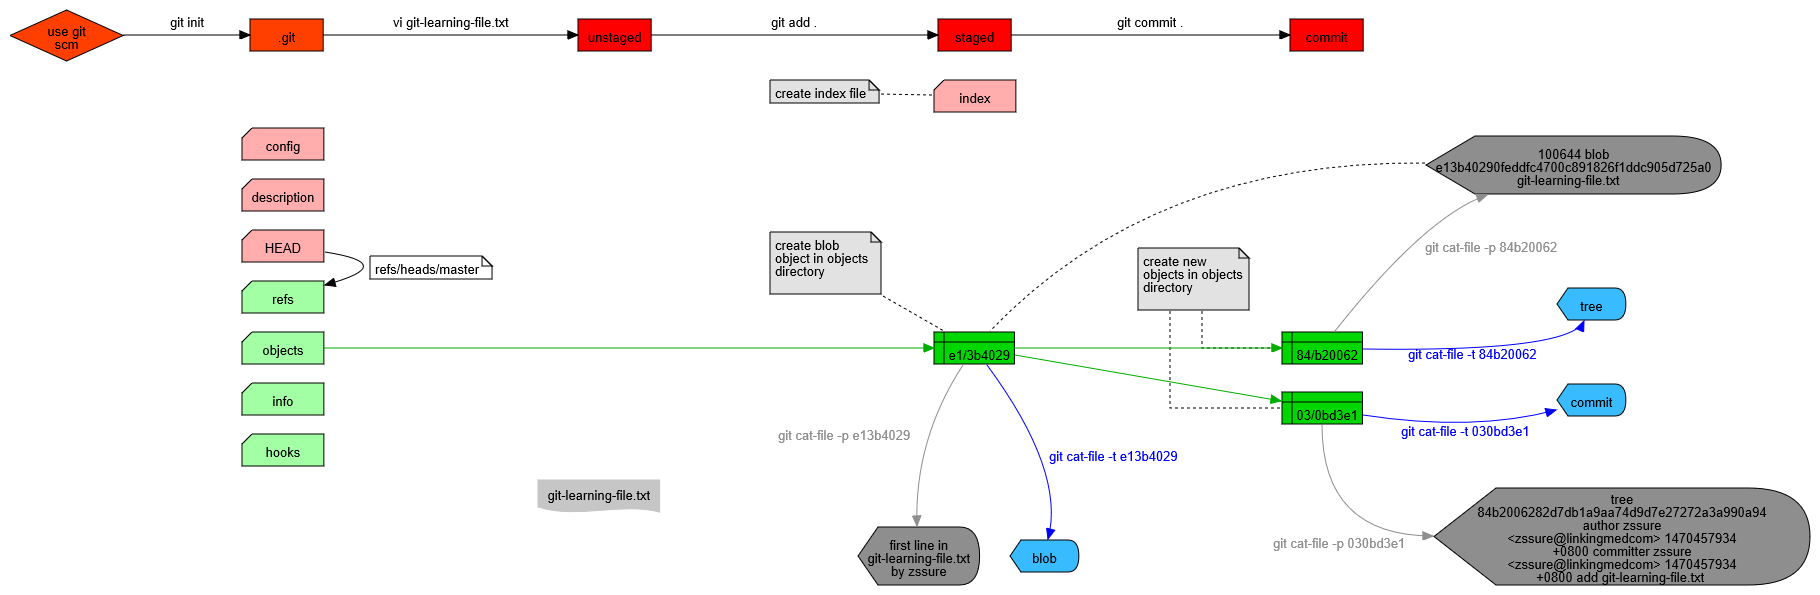 use git
scm
git init
.git
vi git-learning-file.txt
unstaged
git add .
staged
git commit .
commit
create index file
index
config
description
HEAD
refs/heads/master
refs
objects
info
hooks
git-learning-file.txt
create blob
object in objects
directory
e1/3b4029
git cat-file -p e13b4029
first line in
git-learning-file.txt
by zssure
git cat-file -t e13b4029
blob
create new
objects in objects
directory
84/b20062
03/0bd3e1
100644 blob
e13b40290feddfc4700c891826f1ddc905d725a0
git-learning-file.txt
git cat-file -p 84b20062
tree
git cat-file -t 84b20062
commit
git cat-file -t 030bd3e1
git cat-file -p 030bd3e1
tree
84b2006282d7db1a9aa74d9d7e27272a3a990a94
author zssure
<zssure@linkingmedcom> 1470457934
+0800 committer zssure
<zssure@linkingmedcom> 1470457934
+0800 add git-learning-file.txt